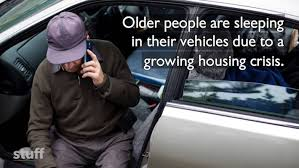 Older people are sleeping
in their vehicles due to a
growing housing crisis.
stuff